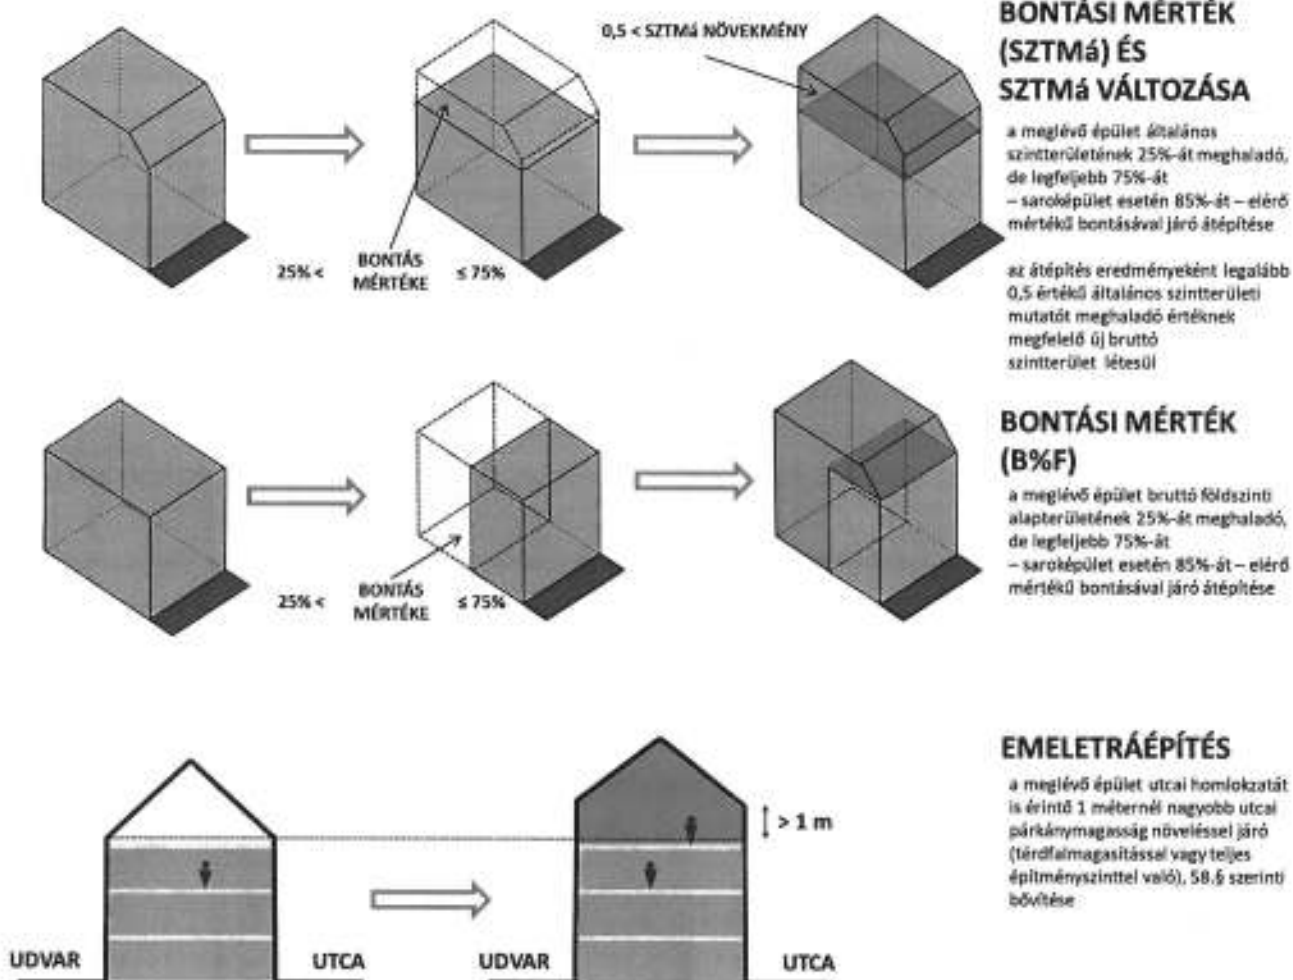 0,5 < SZTMá NÖVEKMÉNY
25% <
BONTÁS
MÉRTÉKE
≤ 75%
BONTÁSI MÉRTÉK
(SZTMá) ÉS
SZTMá VÁLTOZÁSA
a meglévő épület általános
szintterületének 25%-át meghaladó,
de legfeljebb 75%-át
– saroképület esetén 85%-át – elérő
mértékű bontásával járó átépítése
az átépítés eredményeként legalább
0,5 értékű általános szintterületi
mutatót meghaladó értéknek
megfelelő új bruttó
szintterület létesül
25% <
BONTÁS
MÉRTÉKE
≤ 75%
BONTÁSI MÉRTÉK
(B%F)
a meglévő épület bruttó földszinti
alapterületének 25%-át meghaladó,
de legfeljebb 75%-át
– saroképület esetén 85%-át – elérő
mértékű bontásával járó átépítése
> 1 m
UDVAR
UTCA
UDVAR
UTCA
EMELETRÁÉPÍTÉS
a meglévő épület utcai homlokzatát
is érintő 1 méternél nagyobb utcai
párkánymagasság növeléssel járó
(térdfalmagasítással vagy teljes
építményszinttel való), 58.§ szerinti
bővítése